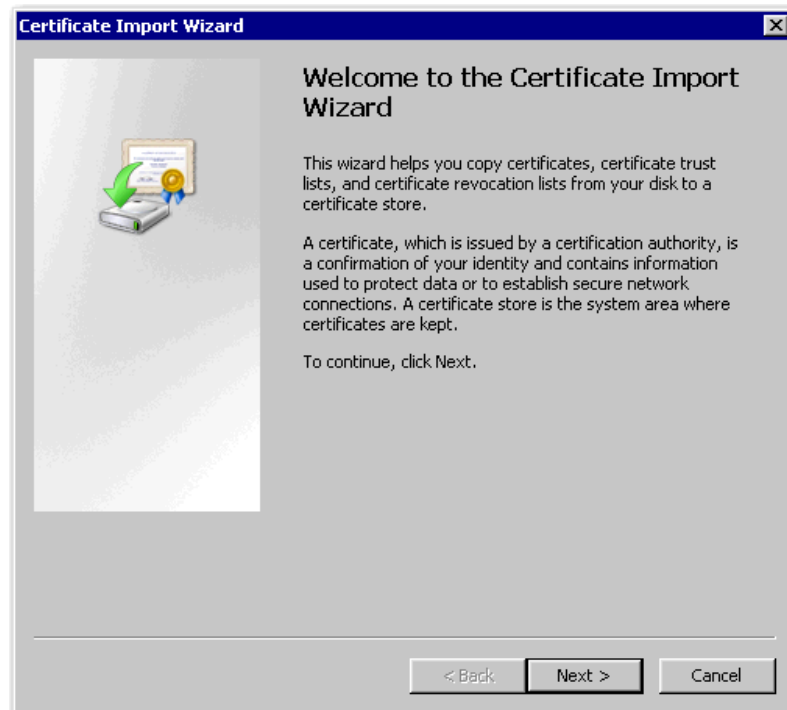 Certificate Import Wizard
Welcome to the Certificate Import
Wizard
This wizard helps you copy certificates, certificate trust
lists, and certificate revocation lists from your disk to a
certificate store.
A certificate, which is issued by a certification authority, is
a confirmation of your identity and contains information
used to protect data or to establish secure network
connections. A certificate store is the system area where
certificates are kept.
To continue, click Next.
< Back
Next >
Cancel